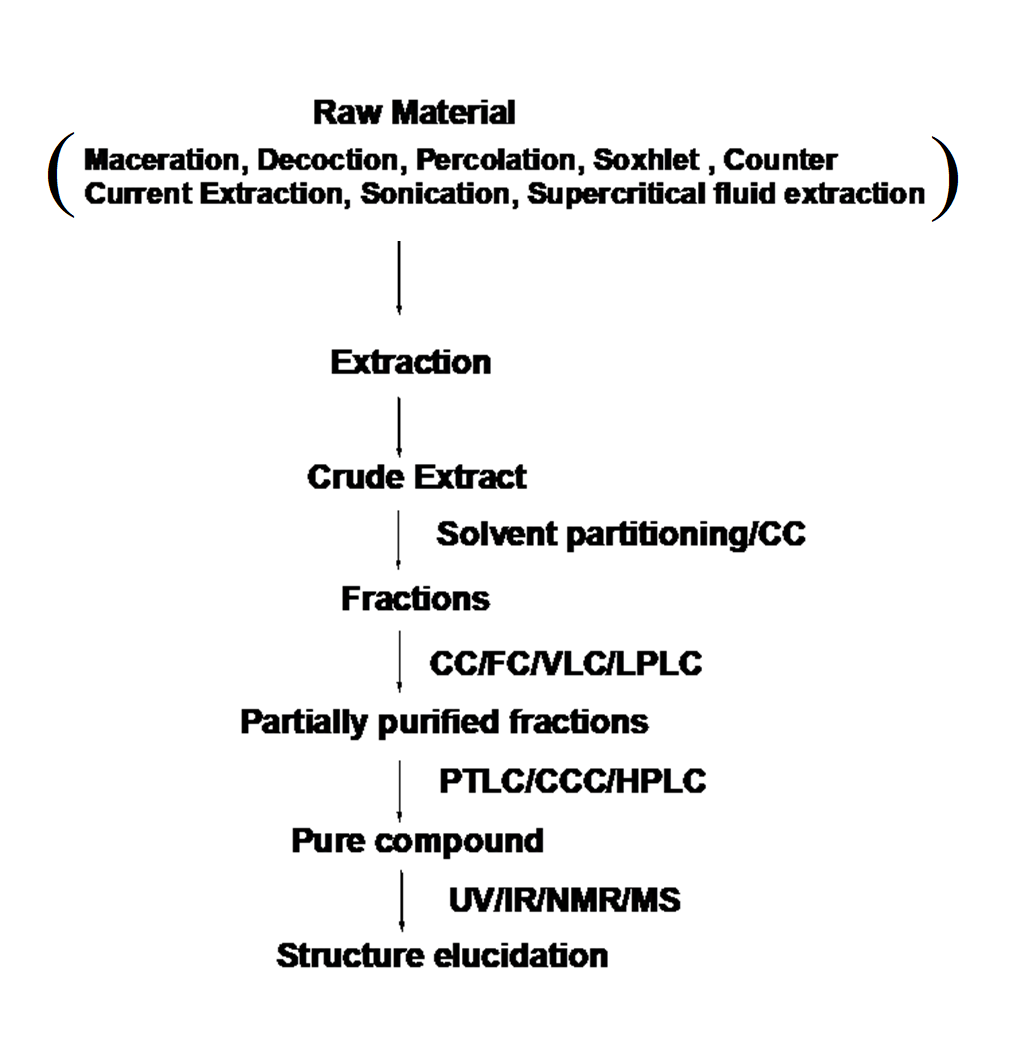 Raw Material
(Maceration, Decoction, Percolation, Soxhlet , Counter
Current Extraction, Sonication, Supercritical fluid extraction)
Extraction
Crude Extract
Solvent partitioning/CC
Fractions
CC/FC/VLC/LPLC
Partially purified fractions
PTLC/CCC/HPLC
Pure compound
UV/IR/NMR/MS
Structure elucidation